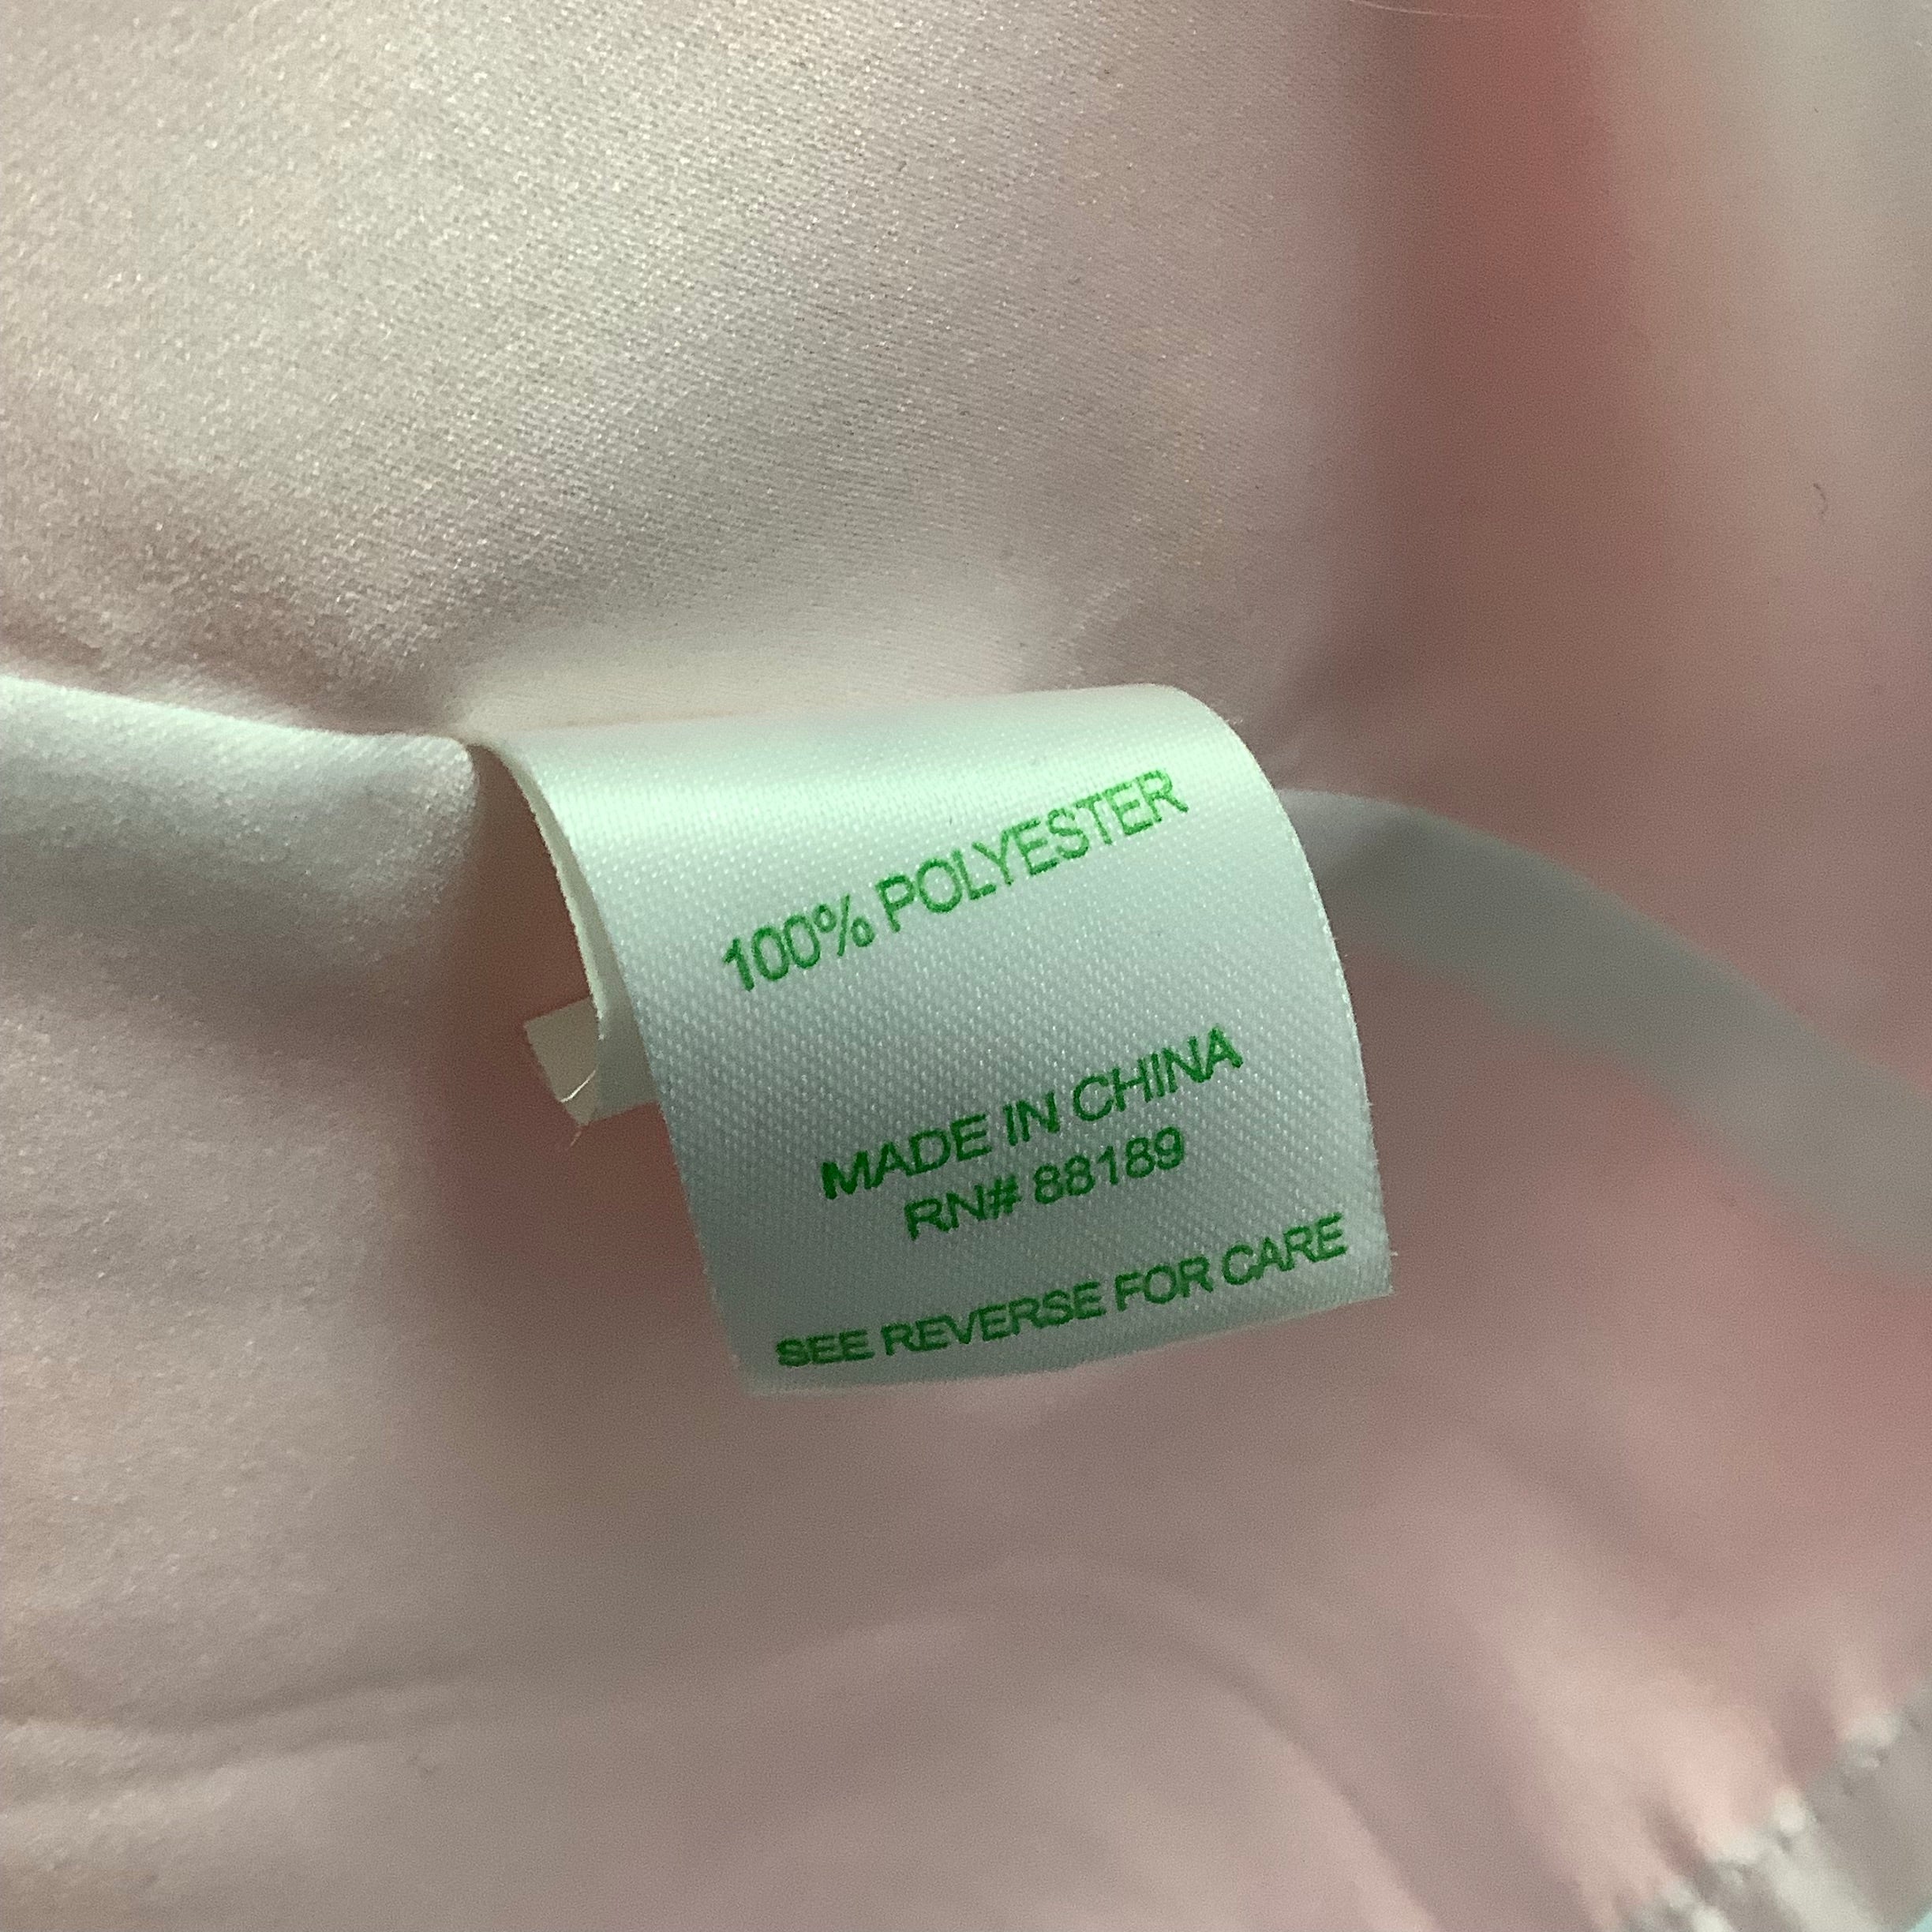 100% POLYESTER
MADE IN CHINA
RN# 88189
SEE REVERSE FOR CARE